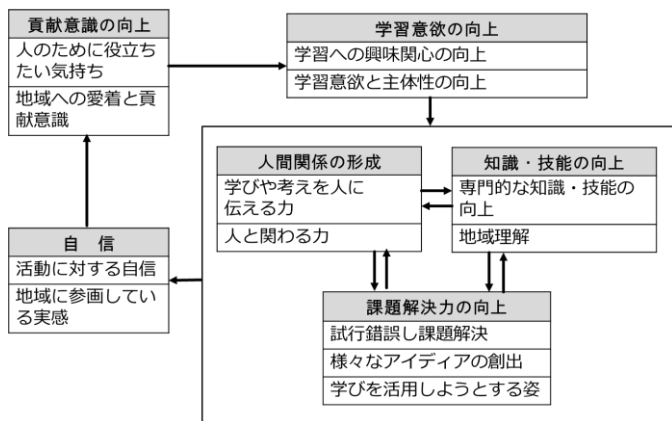 貢献意識の向上
人のために役立ち
たい気持ち
地域への愛着と貢
献意識
学習意欲の向上
学習への興味関心の向上
学習意欲と主体性の向上
人間関係の形成
学びや考えを人に
伝える力
人と関わる力
知識・技能の向上
専門的な知識・技能の
向上
地域理解
自 信
活動に対する自信
地域に参画してい
る実感
課題解決力の向上
試行錯誤し課題解決
様々なアイディアの創出
学びを活用しようとする姿